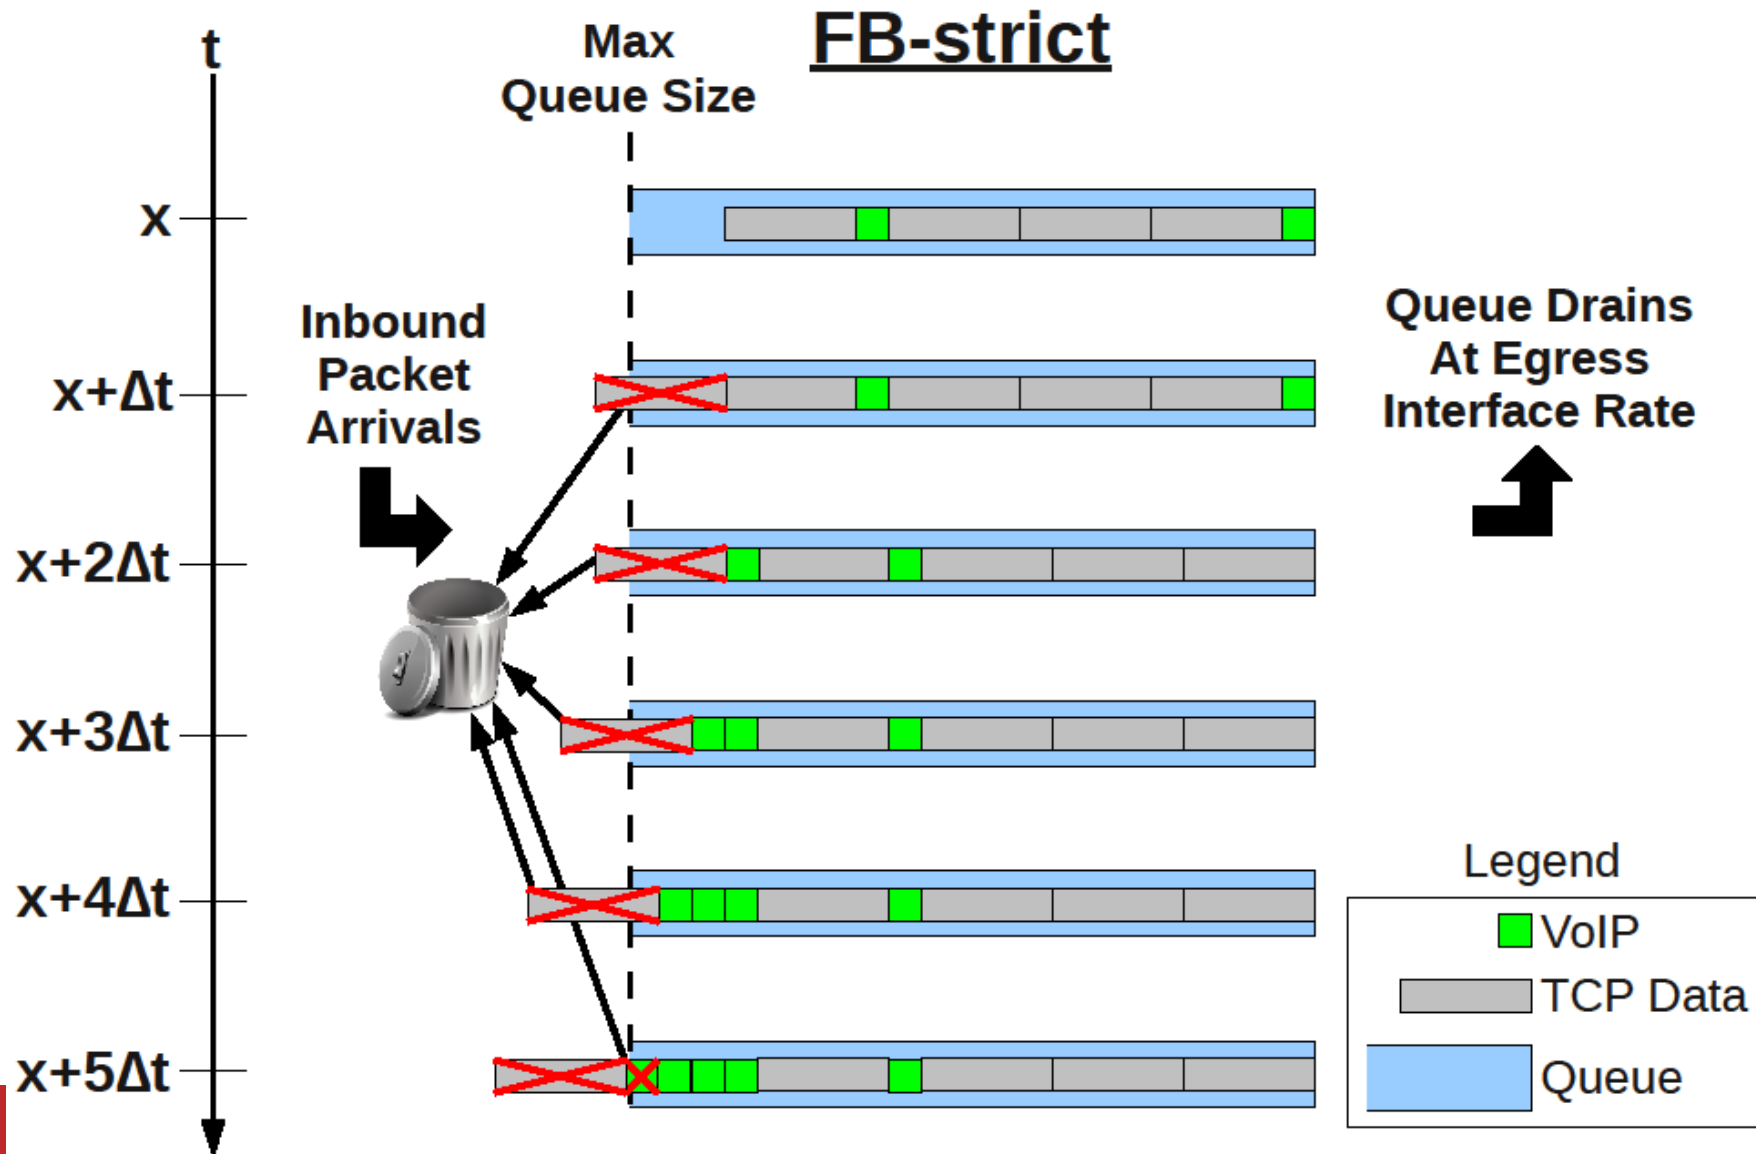 FB-strict
t
Max
Queue Size
x
Inbound
Packet
Arrivals
Queue Drains
At Egress
Interface Rate
x+Δt
x+2Δt
x+3Δt
x+4Δt
x+5Δt
Legend
VoIP
TCP Data
Queue